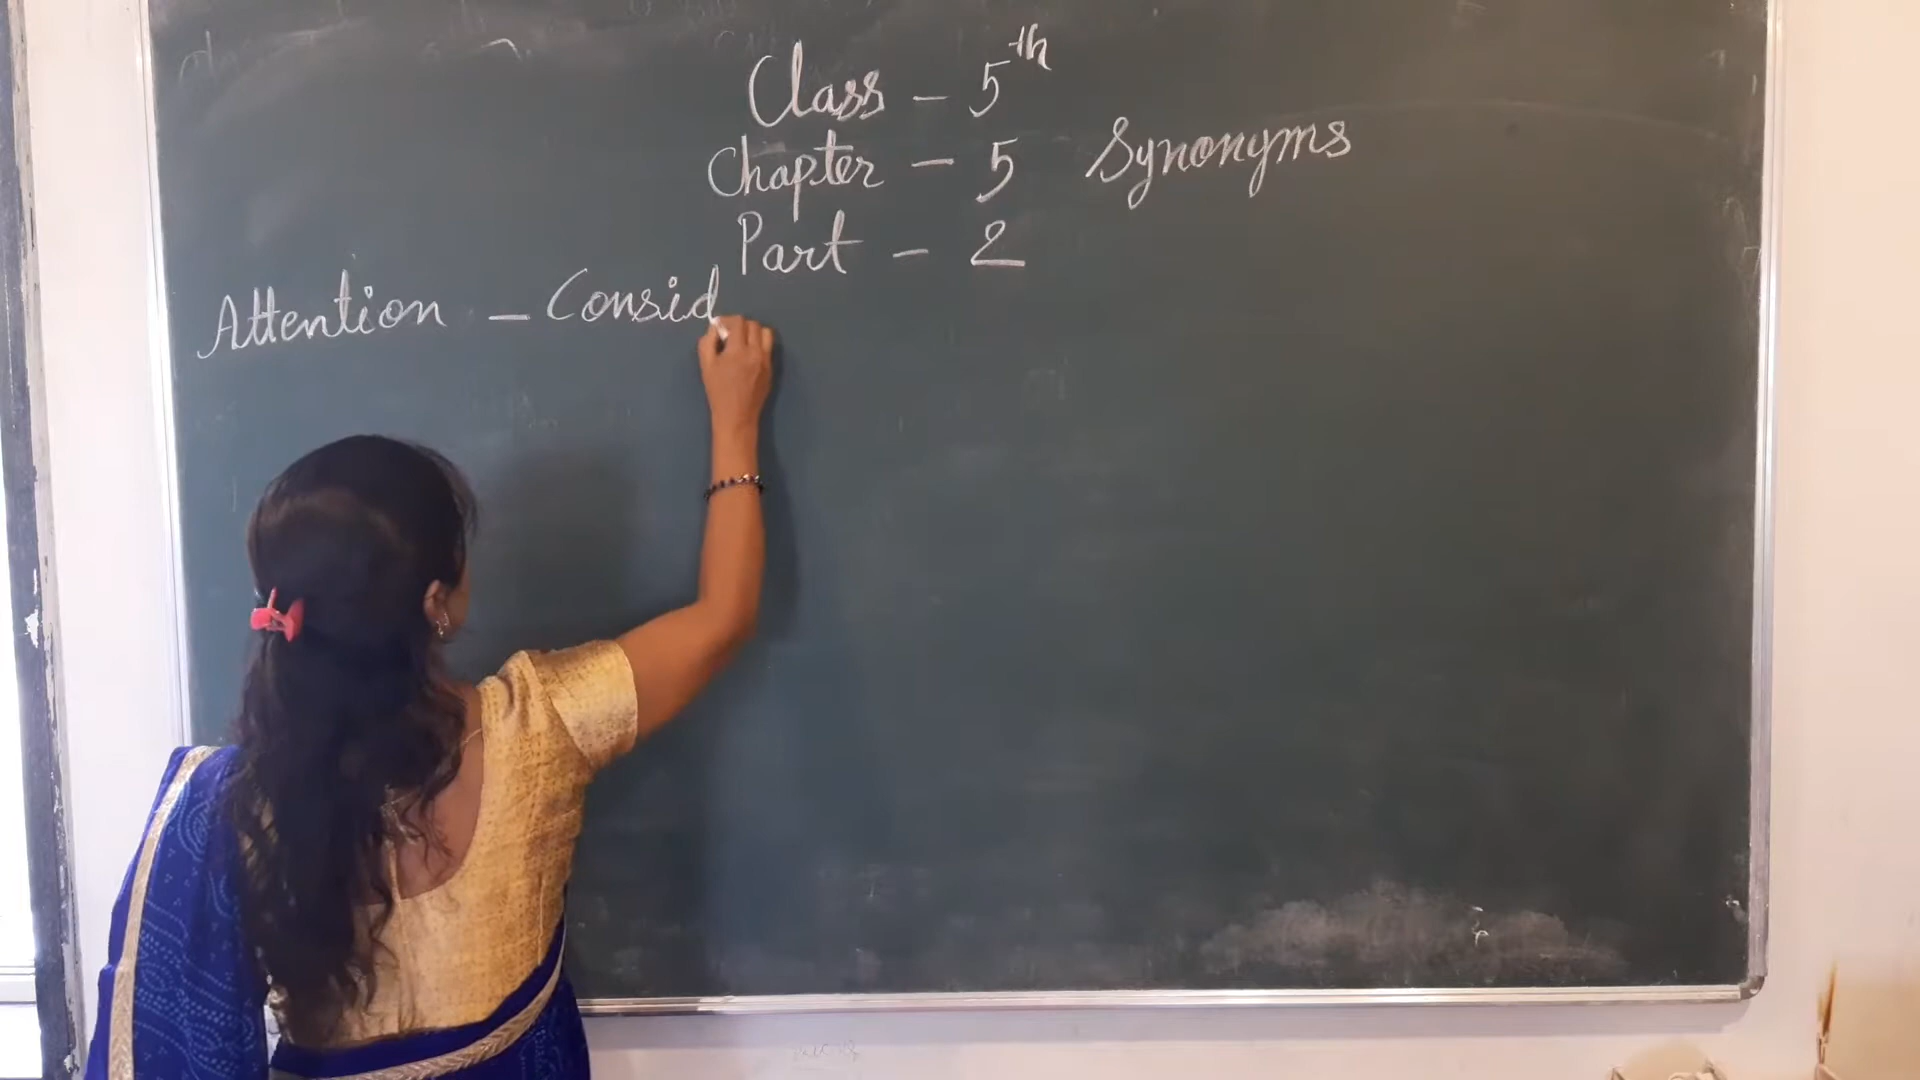 Class - 5th
Chapter - 5 Synonyms
Part - 2
Attention - Consid